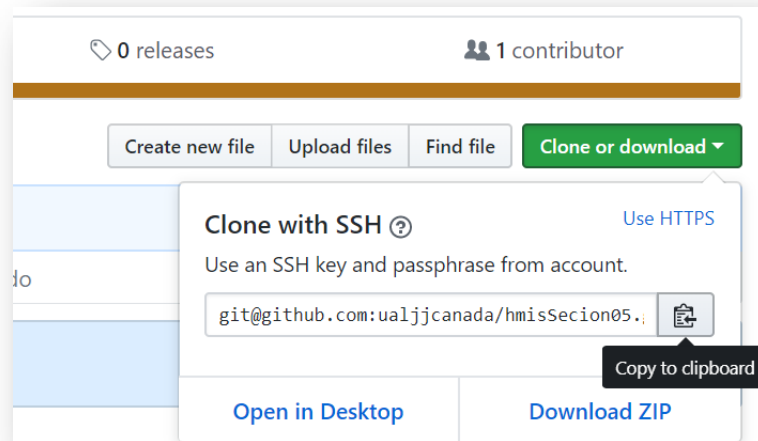 0 releases
1 contributor
Create new file
Upload files
Find file
Clone or download
Clone with SSH
Use HTTPS
Use an SSH key and passphrase from account.
do
git@github.com:ualjjcanada/hmisSecion05.
Copy to clipboard
Open in Desktop
Download ZIP